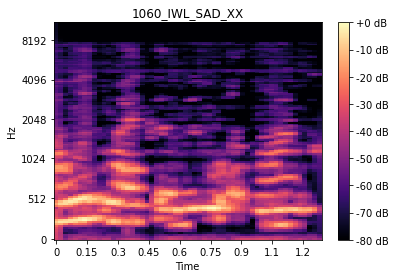 1060_IWL_SAD_XX
Hz
8192
4096
2048
1024
512
0
0 0.15 0.3 0.45 0.6 0.75 0.9 1.1 1.2
Time
+0 dB
-10 dB
-20 dB
-30 dB
-40 dB
-50 dB
-60 dB
-70 dB
-80 dB